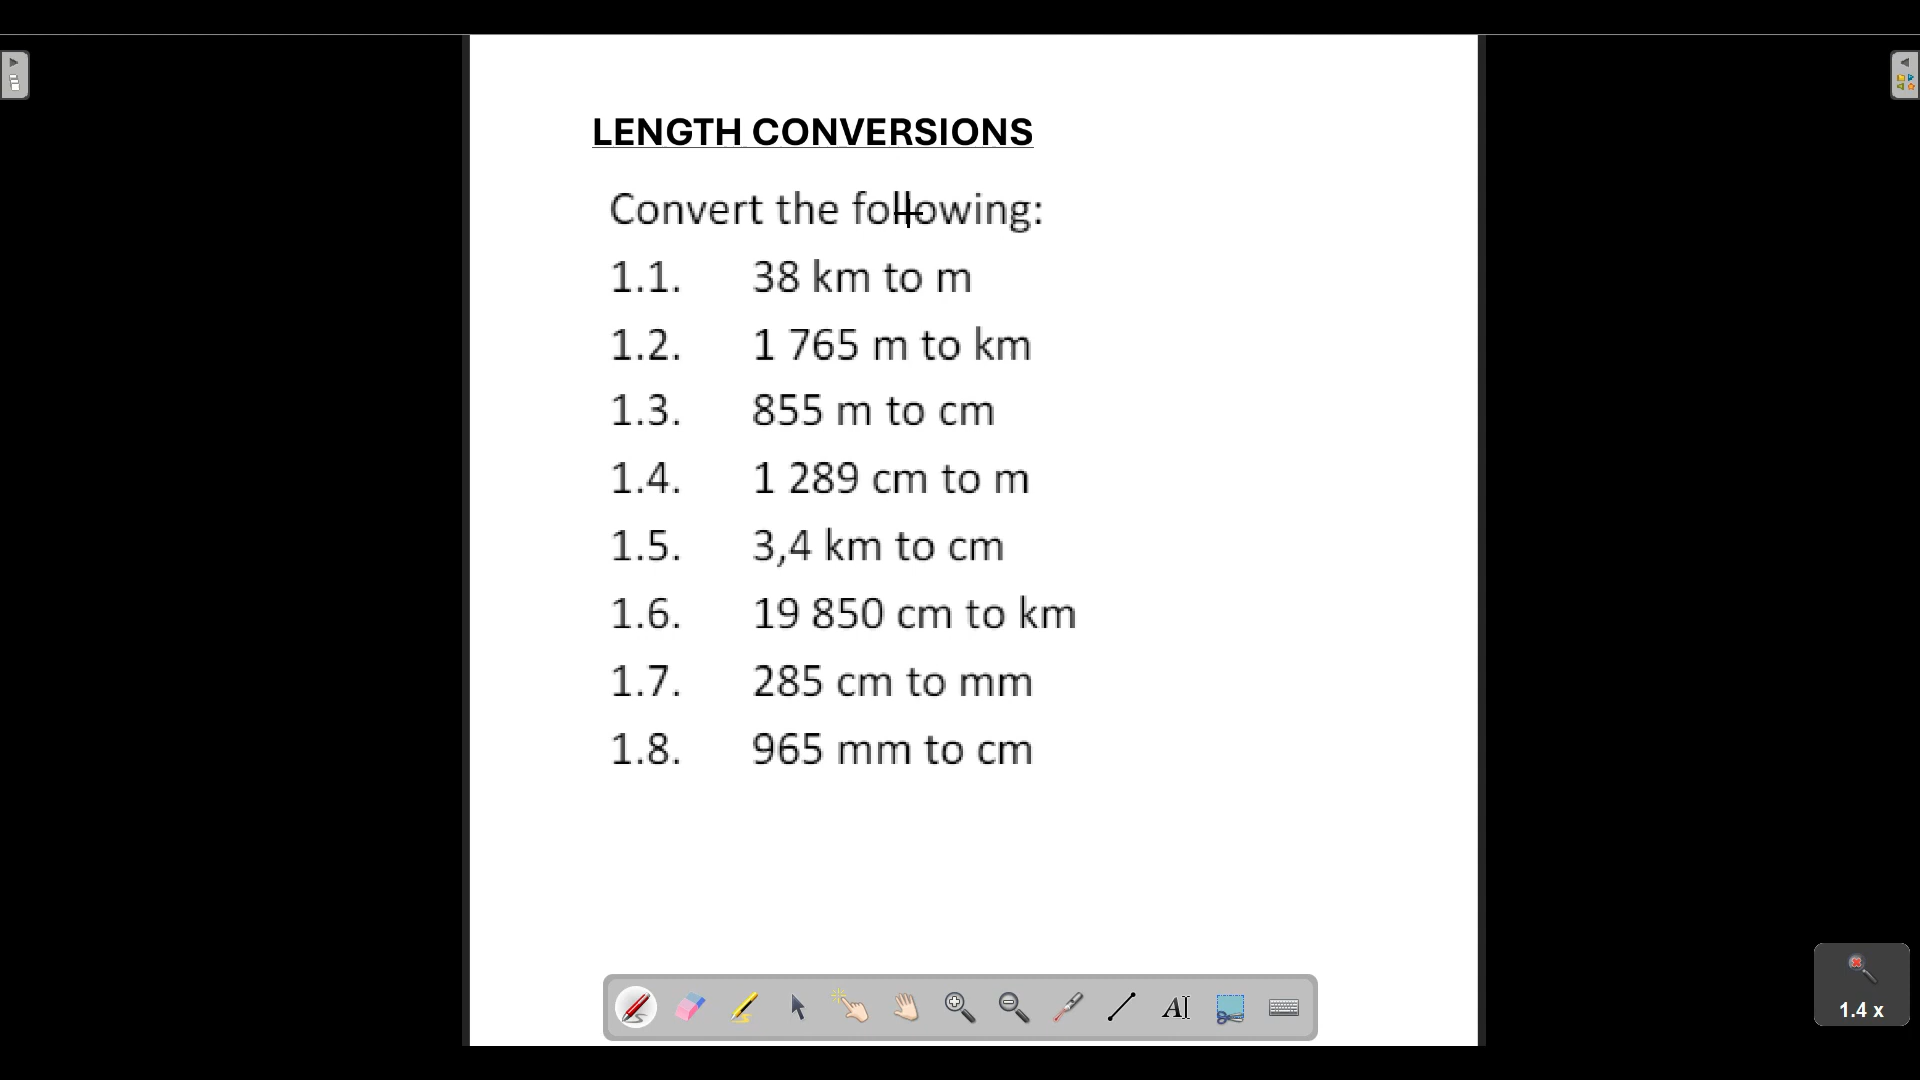 LENGTH CONVERSIONS
Convert the following:
1.1. 38 km to m
1.2. 1 765 m to km
1.3. 855 m to cm
1.4. 1 289 cm to m
1.5. 3,4 km to cm
1.6. 19 850 cm to km
1.7. 285 cm to mm
1.8. 965 mm to cm
AI
1.4 x